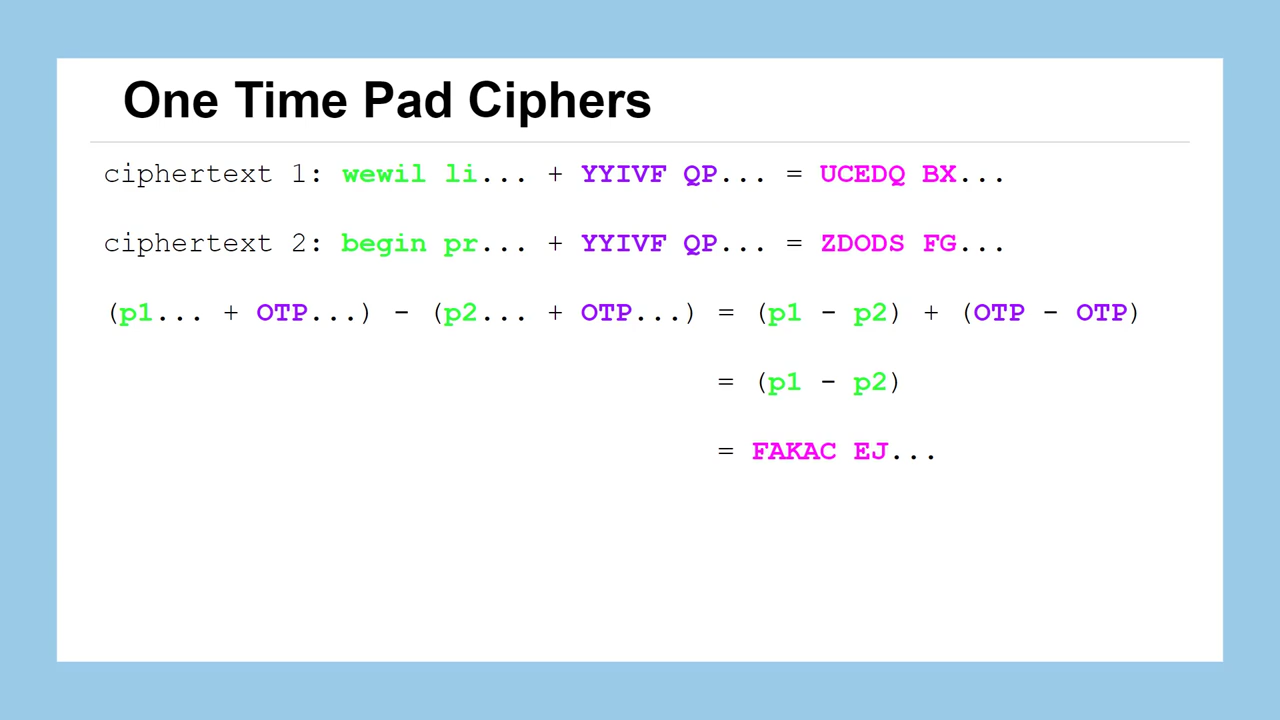 One Time Pad Ciphers
ciphertext 1: wewil li... + YYIVF QP... = UCEDQ BX...
ciphertext 2: begin pr... + YYIVF QP... = ZDODS FG...
(p1... + OTP...) - (p2... + OTP...) = (p1 - p2) + (OTP - OTP)
= (p1 - p2)
= FAKAC EJ...